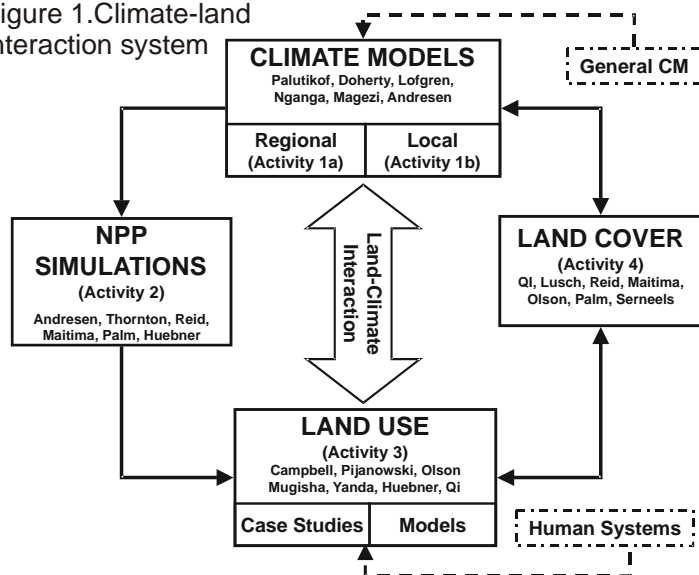 igure 1.Climate-land
nteraction system
General CM
CLIMATE MODELS
Palutikof, Doherty, Lofgren,
Nganga, Magezi, Andresen
Regional
(Activity 1a)
Local
(Activity 1b)
NPP
SIMULATIONS
(Activity 2)
Andresen, Thornton, Reid,
Maitima, Palm, Huebner
Land-Climate
Interaction
LAND COVER
(Activity 4)
QI, Lusch, Reid, Maitima,
Olson, Palm, Serneels
LAND USE
(Activity 3)
Campbell, Pijanowski, Olson
Mugisha, Yanda, Huebner, Qi
Case Studies
Models
Human Systems